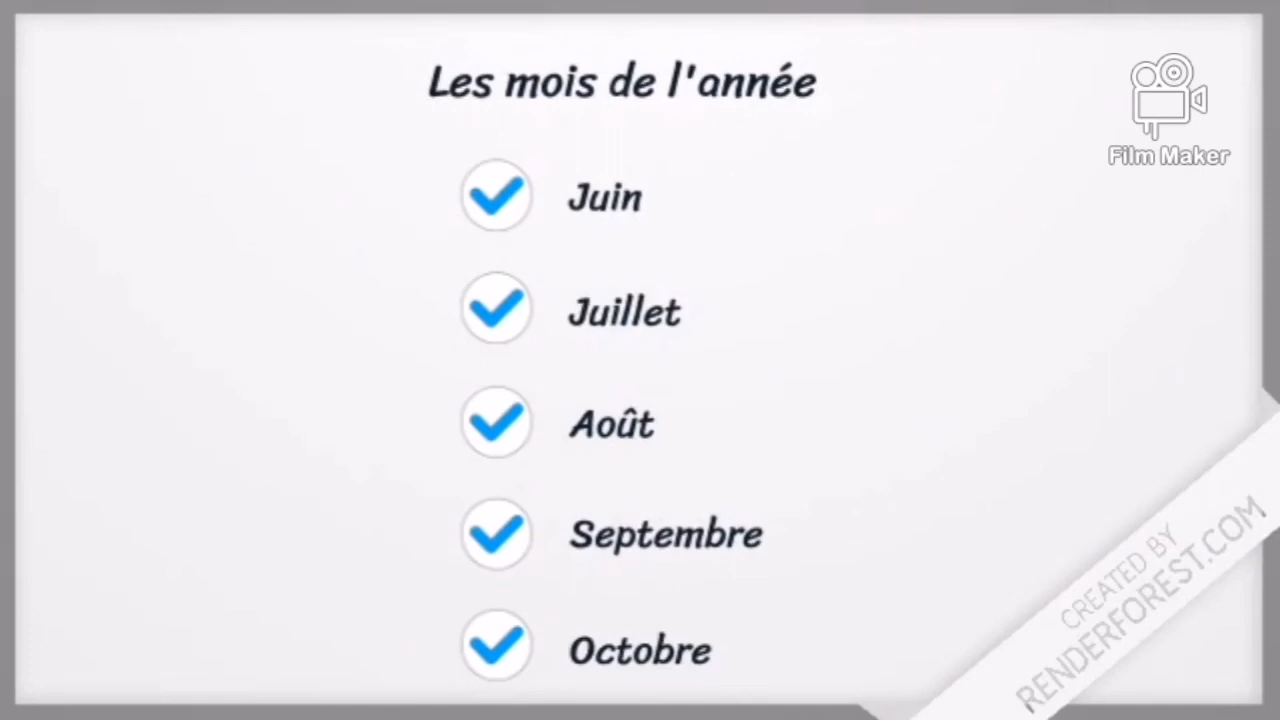 Les mois de l'année
Film Maker
Juin
Juillet
Août
Septembre
Octobre
CREATED BY
RENDERFOREST.COM